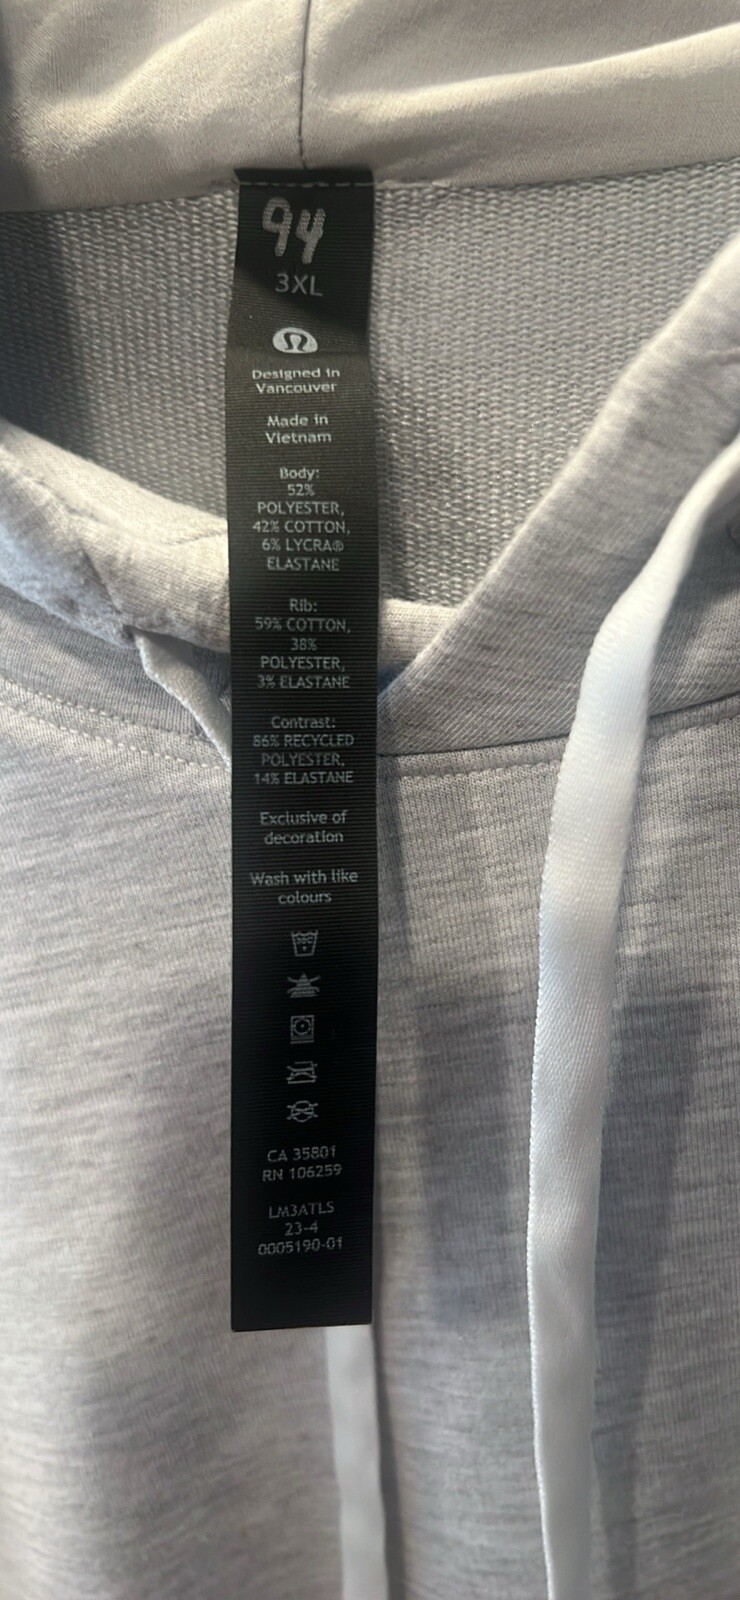 94
3XL
Designed in
Vancouver
Made in
Vietnam
Body:
52%
POLYESTER,
42% COTTON,
6% LYCRA®
ELASTANE
Rib:
59% COTTON,
38%
POLYESTER,
3% ELASTANE
Contrast:
86% RECYCLED
POLYESTER,
14% ELASTANE
Exclusive of
decoration
Wash with like
colours
30C
CA 35801
RN 106259
LM3ATLS
23-4
0005190-01